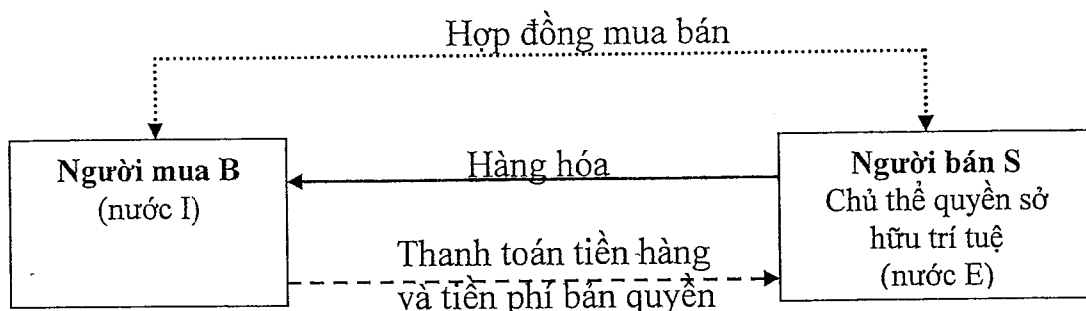 Hợp đồng mua bán
Người mua B
(nước I)
Hàng hóa
Thanh toán tiền hàng
và tiền phí bản quyền
Người bán S
Chủ thể quyền sở
hữu trí tuệ
(nước E)